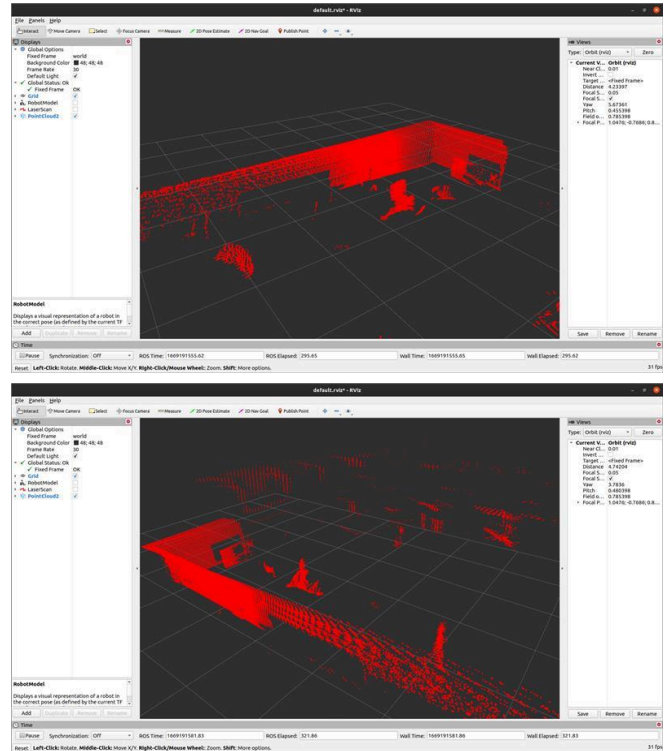 default.rviz* - RViz
File Panels Help
Interact Move Camera Select Focus Camera Measure 2D Pose Estimate 2D Nav Goal Publish Point
Displays
Global Options
Fixed Frame world
Background Color 48; 48; 48
Frame Rate 30
Default Light
Global Status: Ok
Fixed Frame OK
Grid
RobotModel
LaserScan
PointCloud2
RobotModel
Displays a visual representation of a robot in
the correct pose (as defined by the current TF
Add Duplicate Remove Rename
Views
Type: Orbit (rviz) Zero
Current V... Orbit (rviz)
Near Cl... 0.01
Invert ...
Target ... <Fixed Frame>
Distance 4.23397
Focal S... 0.05
Focal S...
Yaw 5.67361
Pitch 0.455398
Field o... 0.785398
Focal P... 1.0476; -0.7686; 0.8...
Save Remove Rename
Time
Pause Synchronization: Off ROS Time: 1669191555.62 ROS Elapsed: 295.65 Wall Time: 1669191555.65 Wall Elapsed: 295.62
Reset Left-Click: Rotate. Middle-Click: Move X/Y. Right-Click/Mouse Wheel: Zoom. Shift: More options. 31 fps
default.rviz* - RViz
File Panels Help
Interact Move Camera Select Focus Camera Measure 2D Pose Estimate 2D Nav Goal Publish Point
Displays
Global Options
Fixed Frame world
Background Color 48; 48; 48
Frame Rate 30
Default Light
Global Status: Ok
Fixed Frame OK
Grid
RobotModel
LaserScan
PointCloud2
RobotModel
Displays a visual representation of a robot in
the correct pose (as defined by the current TF
Add Duplicate Remove Rename
Views
Type: Orbit (rviz) Zero
Current V... Orbit (rviz)
Near Cl... 0.01
Invert ...
Target ... <Fixed Frame>
Distance 4.74204
Focal S... 0.05
Focal S...
Yaw 3.7836
Pitch 0.480398
Field o... 0.785398
Focal P... 1.0476; -0.7686; 0.8...
Save Remove Rename
Time
Pause Synchronization: Off ROS Time: 1669191581.83 ROS Elapsed: 321.86 Wall Time: 1669191581.86 Wall Elapsed: 321.83
Reset Left-Click: Rotate. Middle-Click: Move X/Y. Right-Click/Mouse Wheel: Zoom. Shift: More options. 31 fps